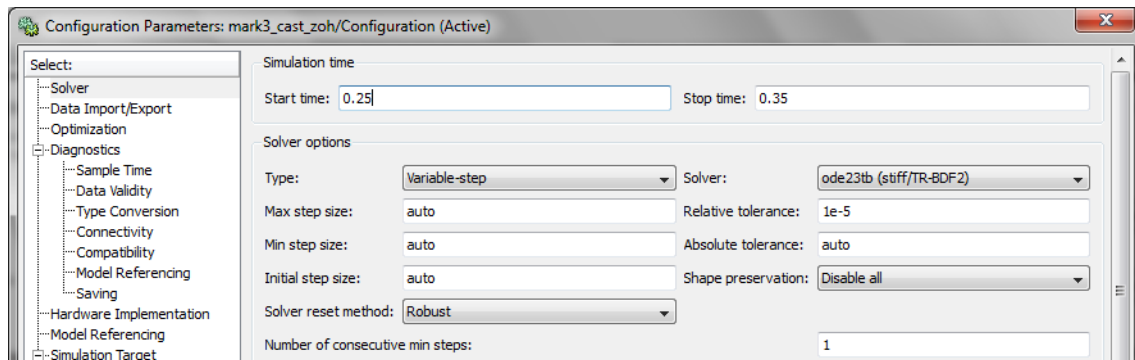 Configuration Parameters: mark3_cast_zoh/Configuration (Active)
Select:
Solver
Data Import/Export
Optimization
Diagnostics
Sample Time
Data Validity
Type Conversion
Connectivity
Compatibility
Model Referencing
Saving
Hardware Implementation
Model Referencing
Simulation Target
Simulation time
Start time: 0.25 Stop time: 0.35
Solver options
Type: Variable-step Solver: ode23tb (stiff/TR-BDF2)
Max step size: auto Relative tolerance: 1e-5
Min step size: auto Absolute tolerance: auto
Initial step size: auto Shape preservation: Disable all
Solver reset method: Robust
Number of consecutive min steps: 1